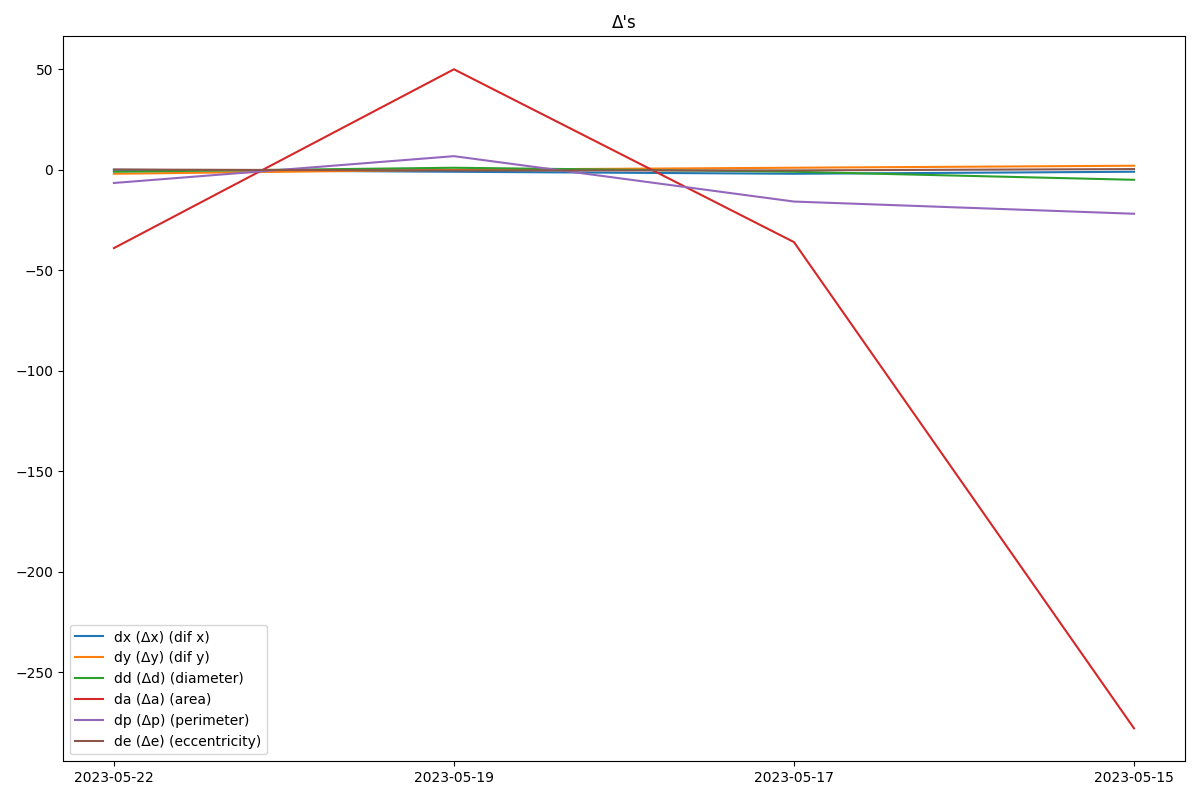 Δ's
50
0
−50
−100
−150
−200
−250
dx (Δx) (dif x)
dy (Δy) (dif y)
dd (Δd) (diameter)
da (Δa) (area)
dp (Δp) (perimeter)
de (Δe) (eccentricity)
2023-05-22 2023-05-19 2023-05-17 2023-05-15